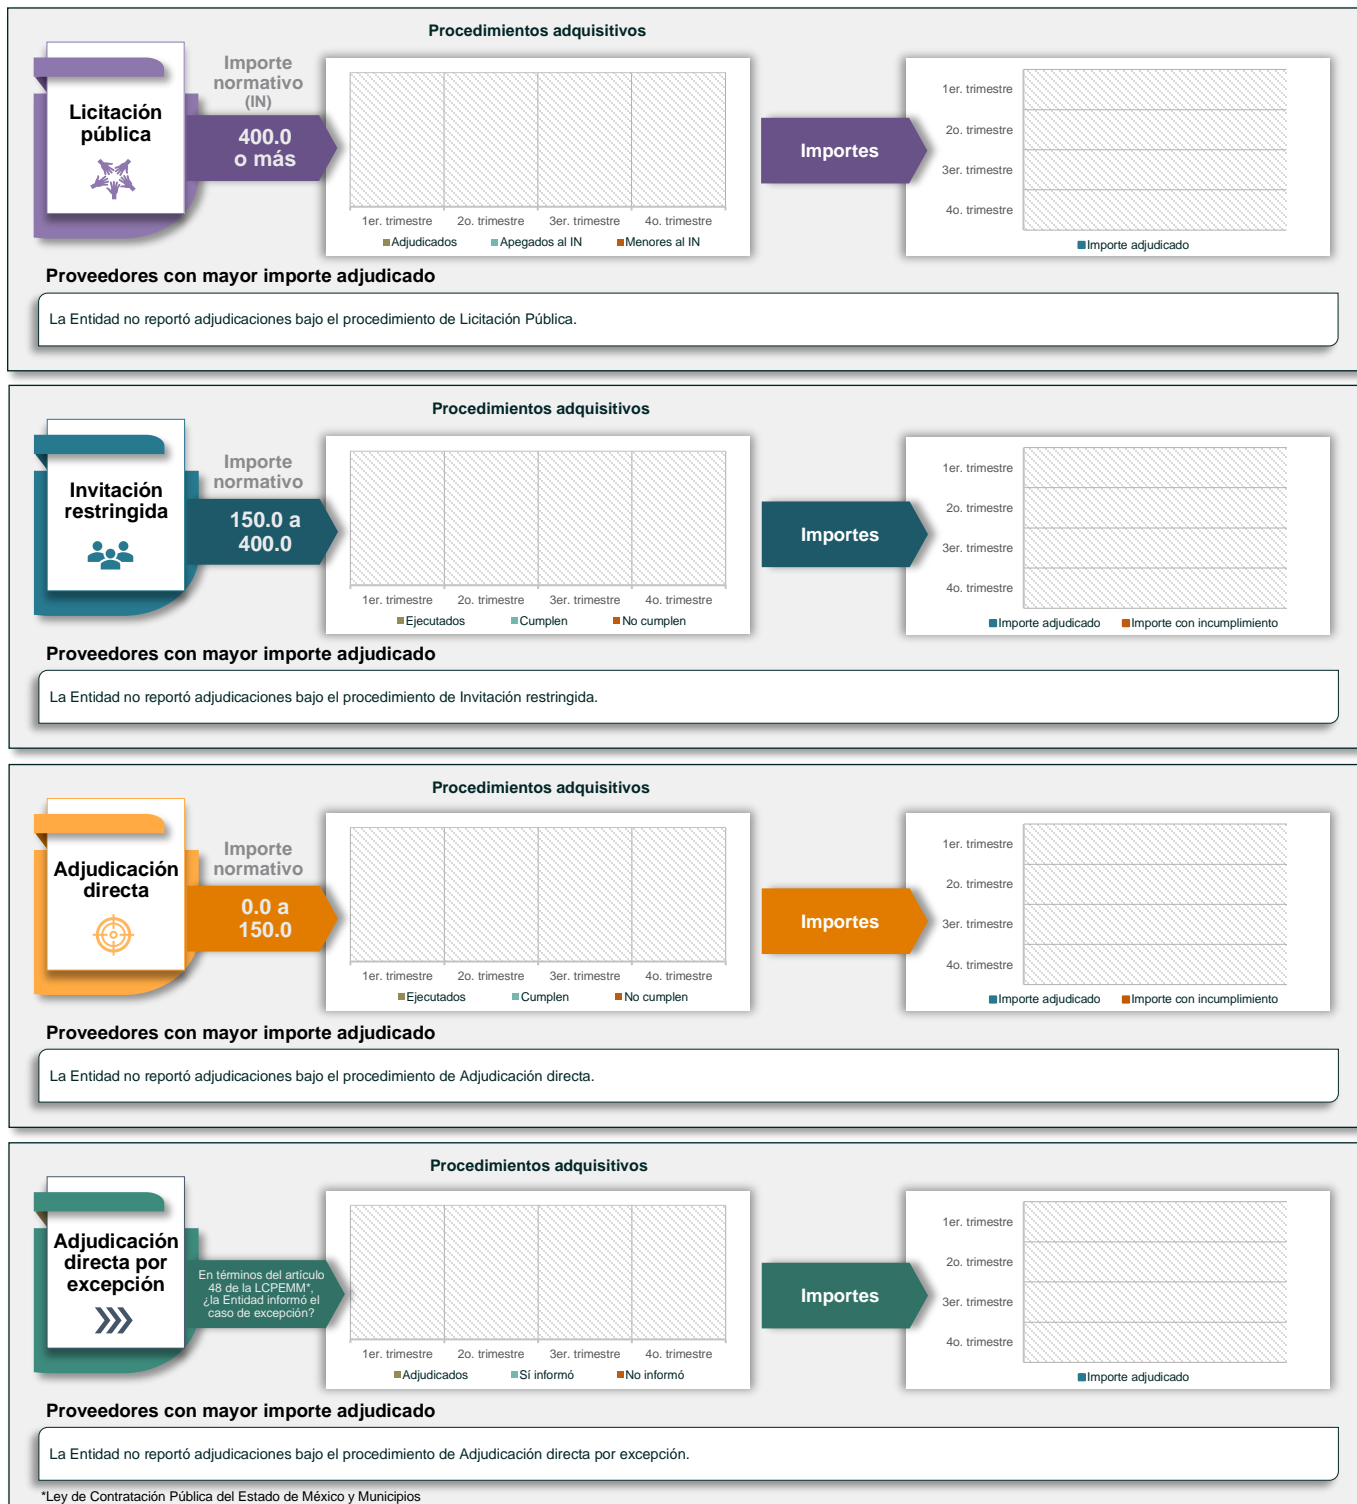 Procedimientos adquisitivos
Licitación
pública
Importe
normativo
(IN)
400.0
o más
1er. trimestre 2o. trimestre 3er. trimestre 4o. trimestre
Adjudicados Apegados al IN Menores al IN
Importes
1er. trimestre
2o. trimestre
3er. trimestre
4o. trimestre
Importe adjudicado
Proveedores con mayor importe adjudicado
La Entidad no reportó adjudicaciones bajo el procedimiento de Licitación Pública.
Procedimientos adquisitivos
Invitación
restringida
Importe
normativo
150.0 a
400.0
1er. trimestre 2o. trimestre 3er. trimestre 4o. trimestre
Ejecutados Cumplen No cumplen
Importes
1er. trimestre
2o. trimestre
3er. trimestre
4o. trimestre
Importe adjudicado Importe con incumplimiento
Proveedores con mayor importe adjudicado
La Entidad no reportó adjudicaciones bajo el procedimiento de Invitación restringida.
Procedimientos adquisitivos
Adjudicación
directa
Importe
normativo
0.0 a
150.0
1er. trimestre 2o. trimestre 3er. trimestre 4o. trimestre
Ejecutados Cumplen No cumplen
Importes
1er. trimestre
2o. trimestre
3er. trimestre
4o. trimestre
Importe adjudicado Importe con incumplimiento
Proveedores con mayor importe adjudicado
La Entidad no reportó adjudicaciones bajo el procedimiento de Adjudicación directa.
Procedimientos adquisitivos
Adjudicación
directa por
excepción
En términos del artículo
48 de la LCPEMM*,
¿la Entidad informó el
caso de excepción?
1er. trimestre 2o. trimestre 3er. trimestre 4o. trimestre
Adjudicados Sí informó No informó
Importes
1er. trimestre
2o. trimestre
3er. trimestre
4o. trimestre
Importe adjudicado
Proveedores con mayor importe adjudicado
La Entidad no reportó adjudicaciones bajo el procedimiento de Adjudicación directa por excepción.
*Ley de Contratación Pública del Estado de México y Municipios